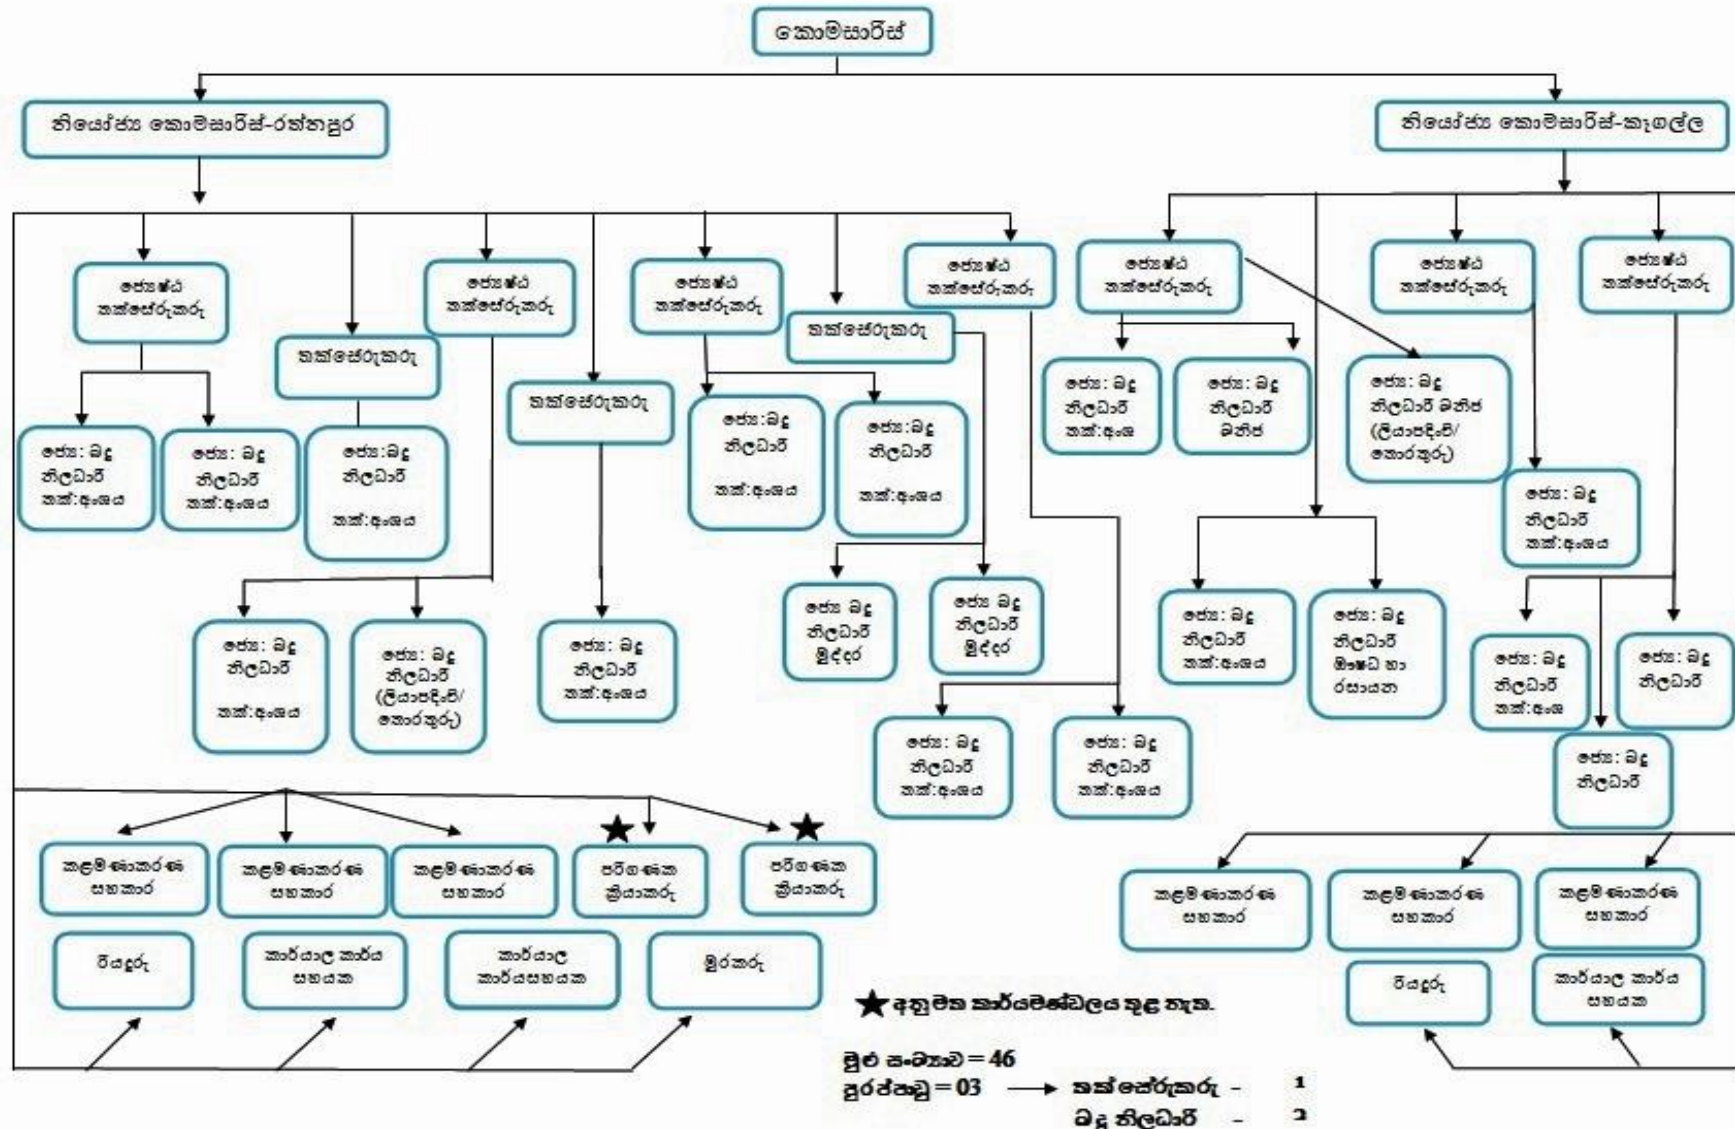 කොමසාරිස්
නියෝජ්‍ය කොමසාරිස්-රත්නපුර
නියෝජ්‍ය කොමසාරිස්-කෑගල්ල
ජ්‍යෙෂ්ඨ
තක්සේරුකරු
තක්සේරුකරු
ජ්‍යෙෂ්ඨ
තක්සේරුකරු
තක්සේරුකරු
ජ්‍යෙෂ්ඨ
තක්සේරුකරු
තක්සේරුකරු
ජ්‍යෙෂ්ඨ
තක්සේරුකරු
ජ්‍යෙෂ්ඨ
තක්සේරුකරු
ජ්‍යෙෂ්ඨ
තක්සේරුකරු
ජ්‍යෙෂ්ඨ
තක්සේරුකරු
ජ්‍යෙ: බදු
නිලධාරී
තක්:අංශය
ජ්‍යෙ: බදු
නිලධාරී
තක්:අංශය
ජ්‍යෙ:බදු
නිලධාරී
තක්:අංශය
ජ්‍යෙ:බදු
නිලධාරී
තක්:අංශය
ජ්‍යෙ:බදු
නිලධාරී
තක්:අංශය
ජ්‍යෙ: බදු
නිලධාරී
තක්:අංශ
ජ්‍යෙ: බදු
නිලධාරී
ඛනිජ
ජ්‍යෙ: බදු
නිලධාරී ඛනිජ
(ලියාපදිංචි/
තොරතුරු)
ජ්‍යෙ: බදු
නිලධාරී
තක්:අංශය
ජ්‍යෙ: බදු
නිලධාරී
තක්:අංශය
ජ්‍යෙ: බදු
නිලධාරී
(ලියාපදිංචි/
තොරතුරු)
ජ්‍යෙ: බදු
නිලධාරී
තක්:අංශය
ජ්‍යෙ බදු
නිලධාරී
මුද්දර
ජ්‍යෙ බදු
නිලධාරී
මුද්දර
ජ්‍යෙ: බදු
නිලධාරී
තක්:අංශය
ජ්‍යෙ: බදු
නිලධාරී
ඖෂධ හා
රසායන
ජ්‍යෙ: බදු
නිලධාරී
තක්:අංශ
ජ්‍යෙ: බදු
නිලධාරී
ජ්‍යෙ: බදු
නිලධාරී
තක්:අංශය
ජ්‍යෙ: බදු
නිලධාරී
තක්:අංශය
ජ්‍යෙ: බදු
නිලධාරී
කළමණාකරණ
සහකාර
කළමණාකරණ
සහකාර
කළමණාකරණ
සහකාර
පරිගණක
ක්‍රියාකරු
පරිගණක
ක්‍රියාකරු
කළමණාකරණ
සහකාර
කළමණාකරණ
සහකාර
කළමණාකරණ
සහකාර
රියදුරු
කාර්යාල කාර්ය
සහයක
කාර්යාල
කාර්යසහයක
මුරකරු
රියදුරු
කාර්යාල කාර්ය
සහයක
අනුමත කාර්යමණ්ඩලය තුළ නැත.
මුළු සංඛ්‍යාව = 46
පුරප්පාඩු = 03 → තක්සේරුකරු - 1
බදු නිලධාරී -